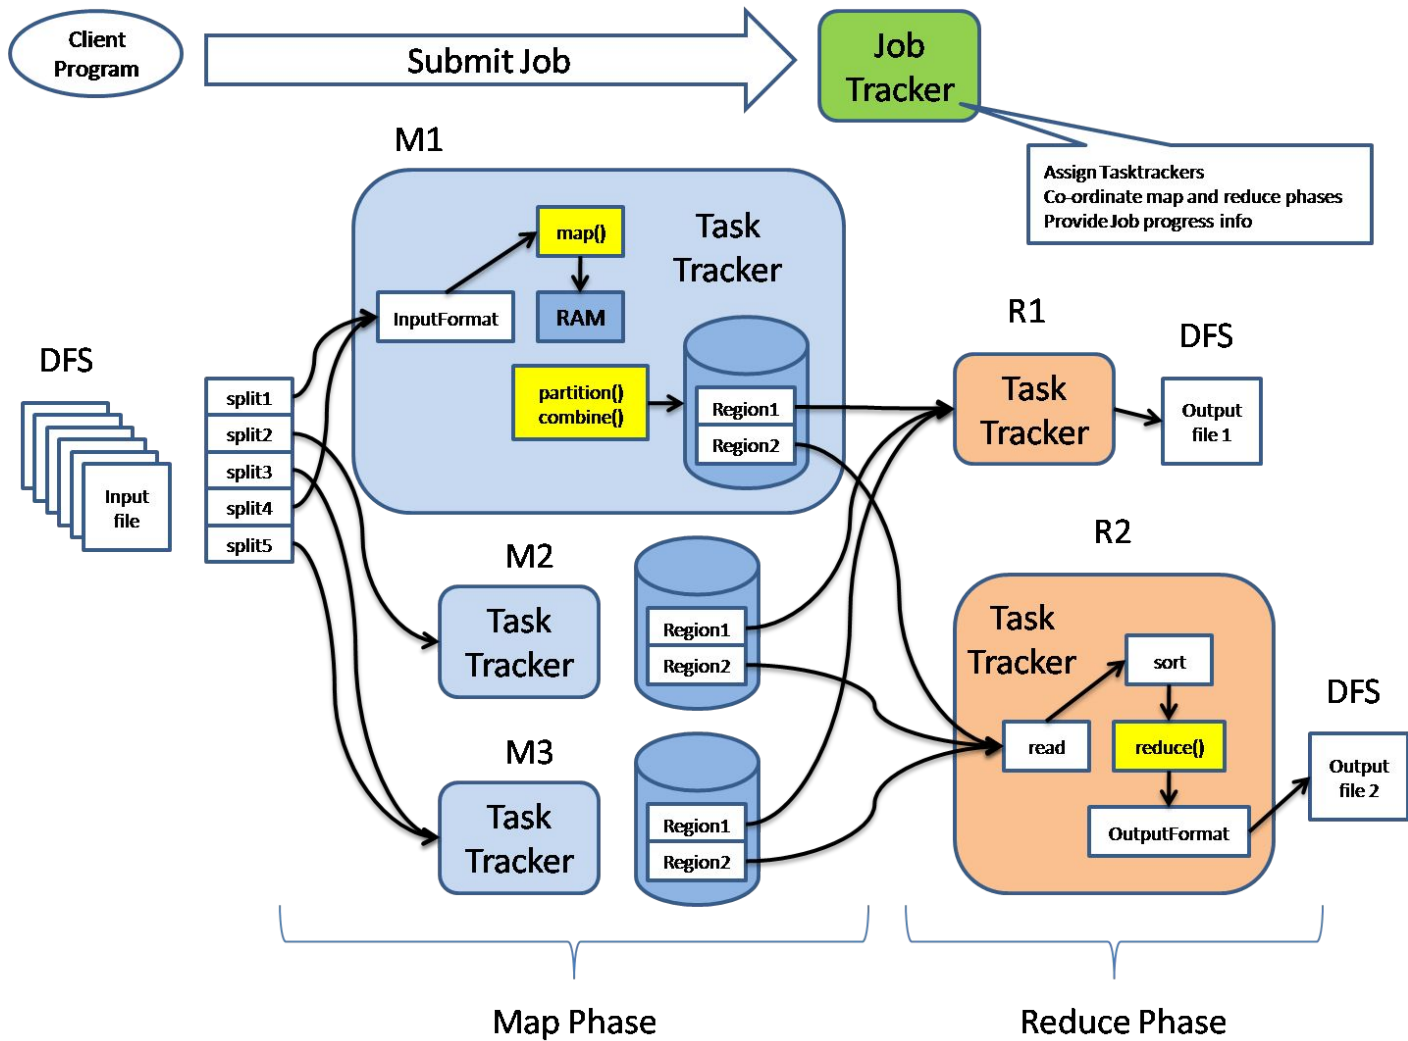 Client
Program
Submit Job
Job
Tracker
Assign Tasktrackers
Co-ordinate map and reduce phases
Provide Job progress info
M1
map()
Task
Tracker
InputFormat
RAM
partition()
combine()
Region1
Region2
DFS
Input
file
split1
split2
split3
split4
split5
M2
Task
Tracker
Region1
Region2
M3
Task
Tracker
Region1
Region2
R1
Task
Tracker
DFS
Output
file 1
R2
Task
Tracker
sort
read
reduce()
OutputFormat
DFS
Output
file 2
Map Phase
Reduce Phase